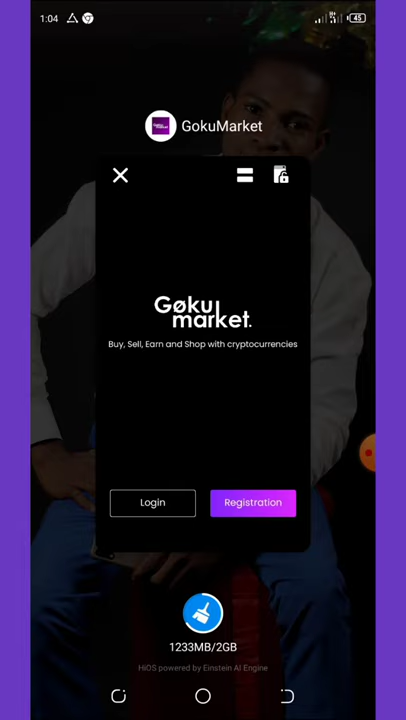 1:04
45
GokuMarket
Gøku
market.
Buy, Sell, Earn and Shop with cryptocurrencies
Login
Registration
1233MB/2GB
HiOS powered by Einstein AI Engine